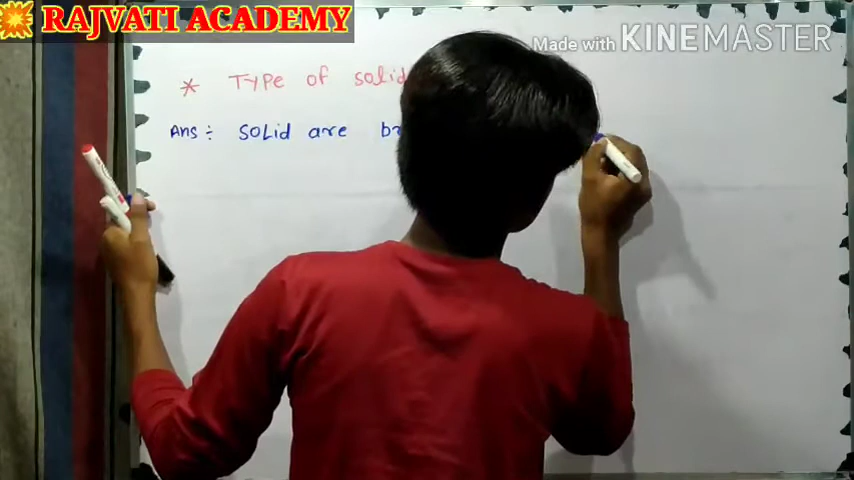 RAJVATI ACADEMY
Made with KINEMASTER
* Type of solid
Ans ÷ SoLid are